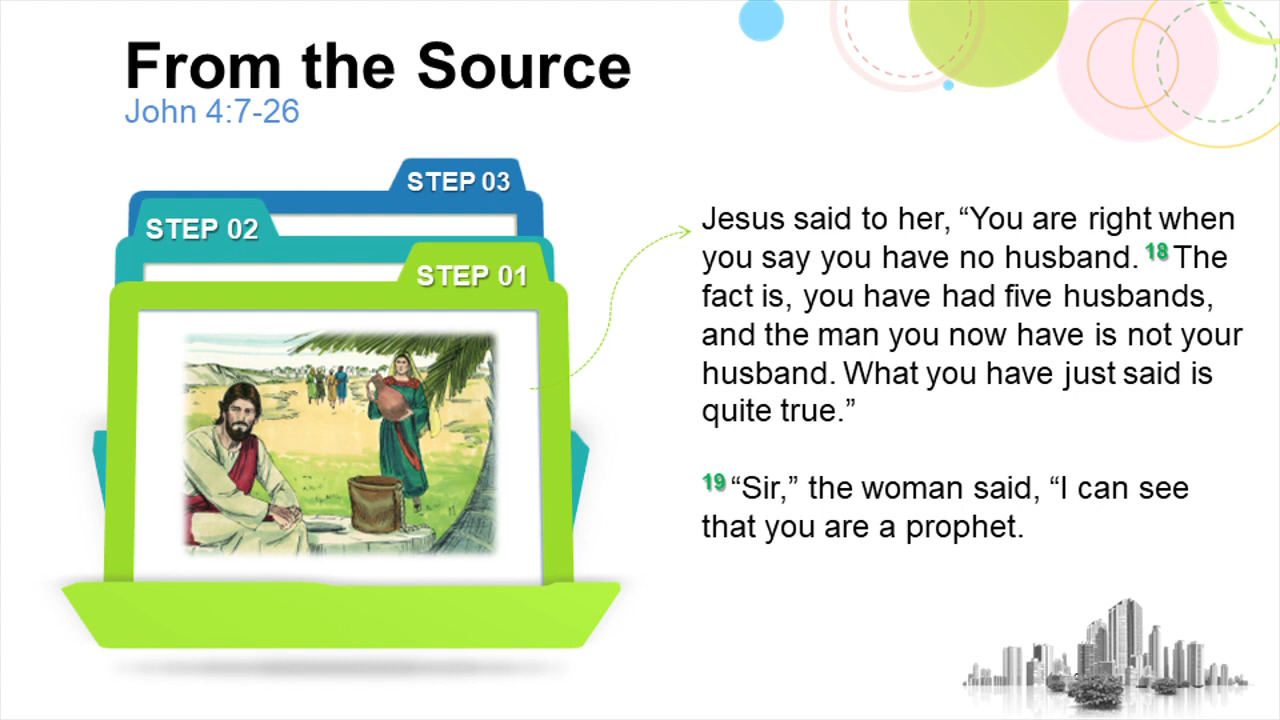 From the Source
John 4:7-26
STEP 03
STEP 02
STEP 01
Jesus said to her, “You are right when
you say you have no husband. 18 The
fact is, you have had five husbands,
and the man you now have is not your
husband. What you have just said is
quite true.”
19 “Sir,” the woman said, “I can see
that you are a prophet.